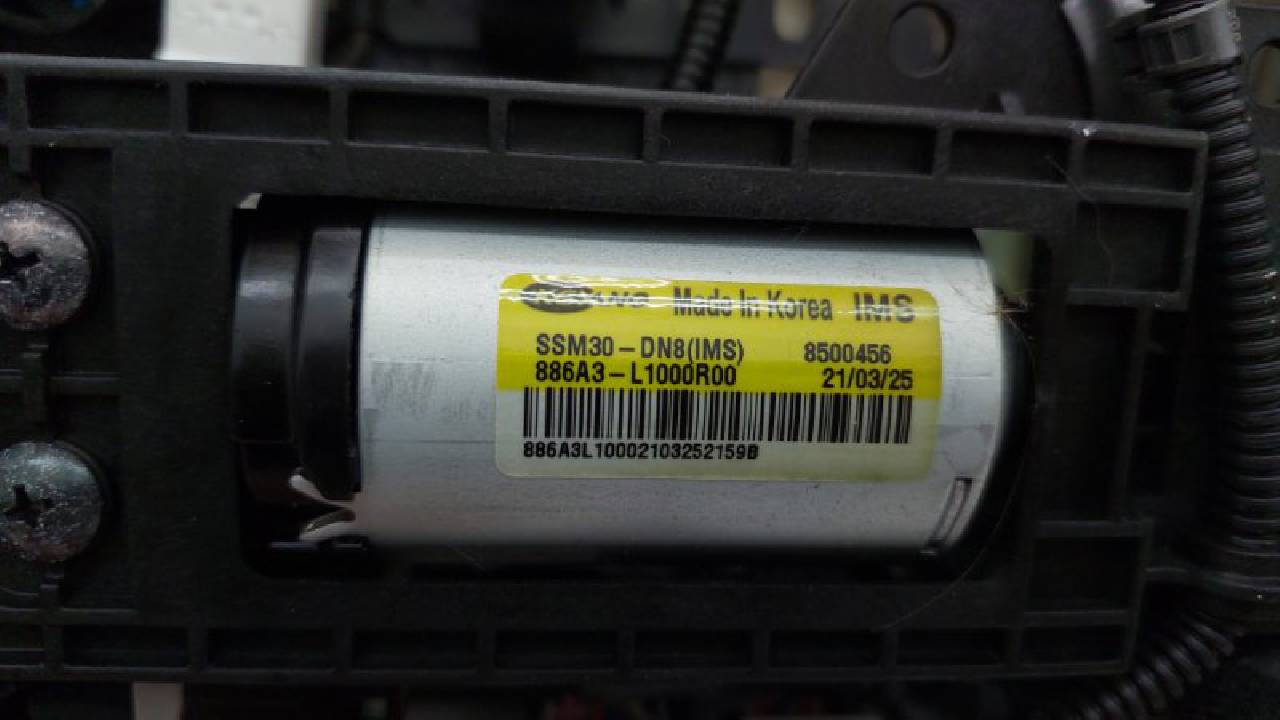 Made In Korea IMS
SSM30-DN8(IMS) 8500456
886A3-L1000R00 21/03/25
886A3L10002103252159B